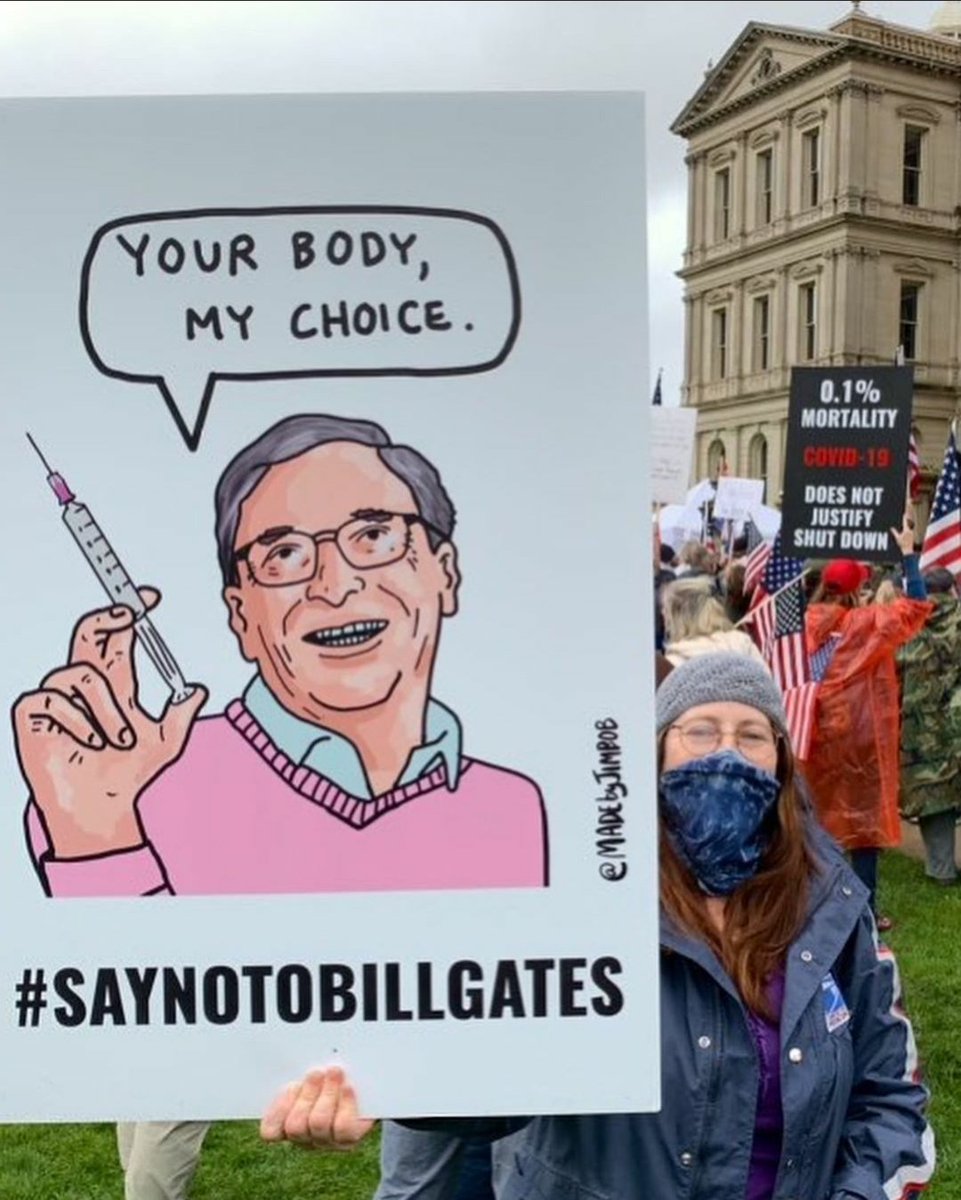 YOUR BODY,
MY CHOICE.
@MADEbyJIMBOB
#SAYNOTOBILLGATES
0.1%
MORTALITY
COVID-19
DOES NOT
JUSTIFY
SHUT DOWN